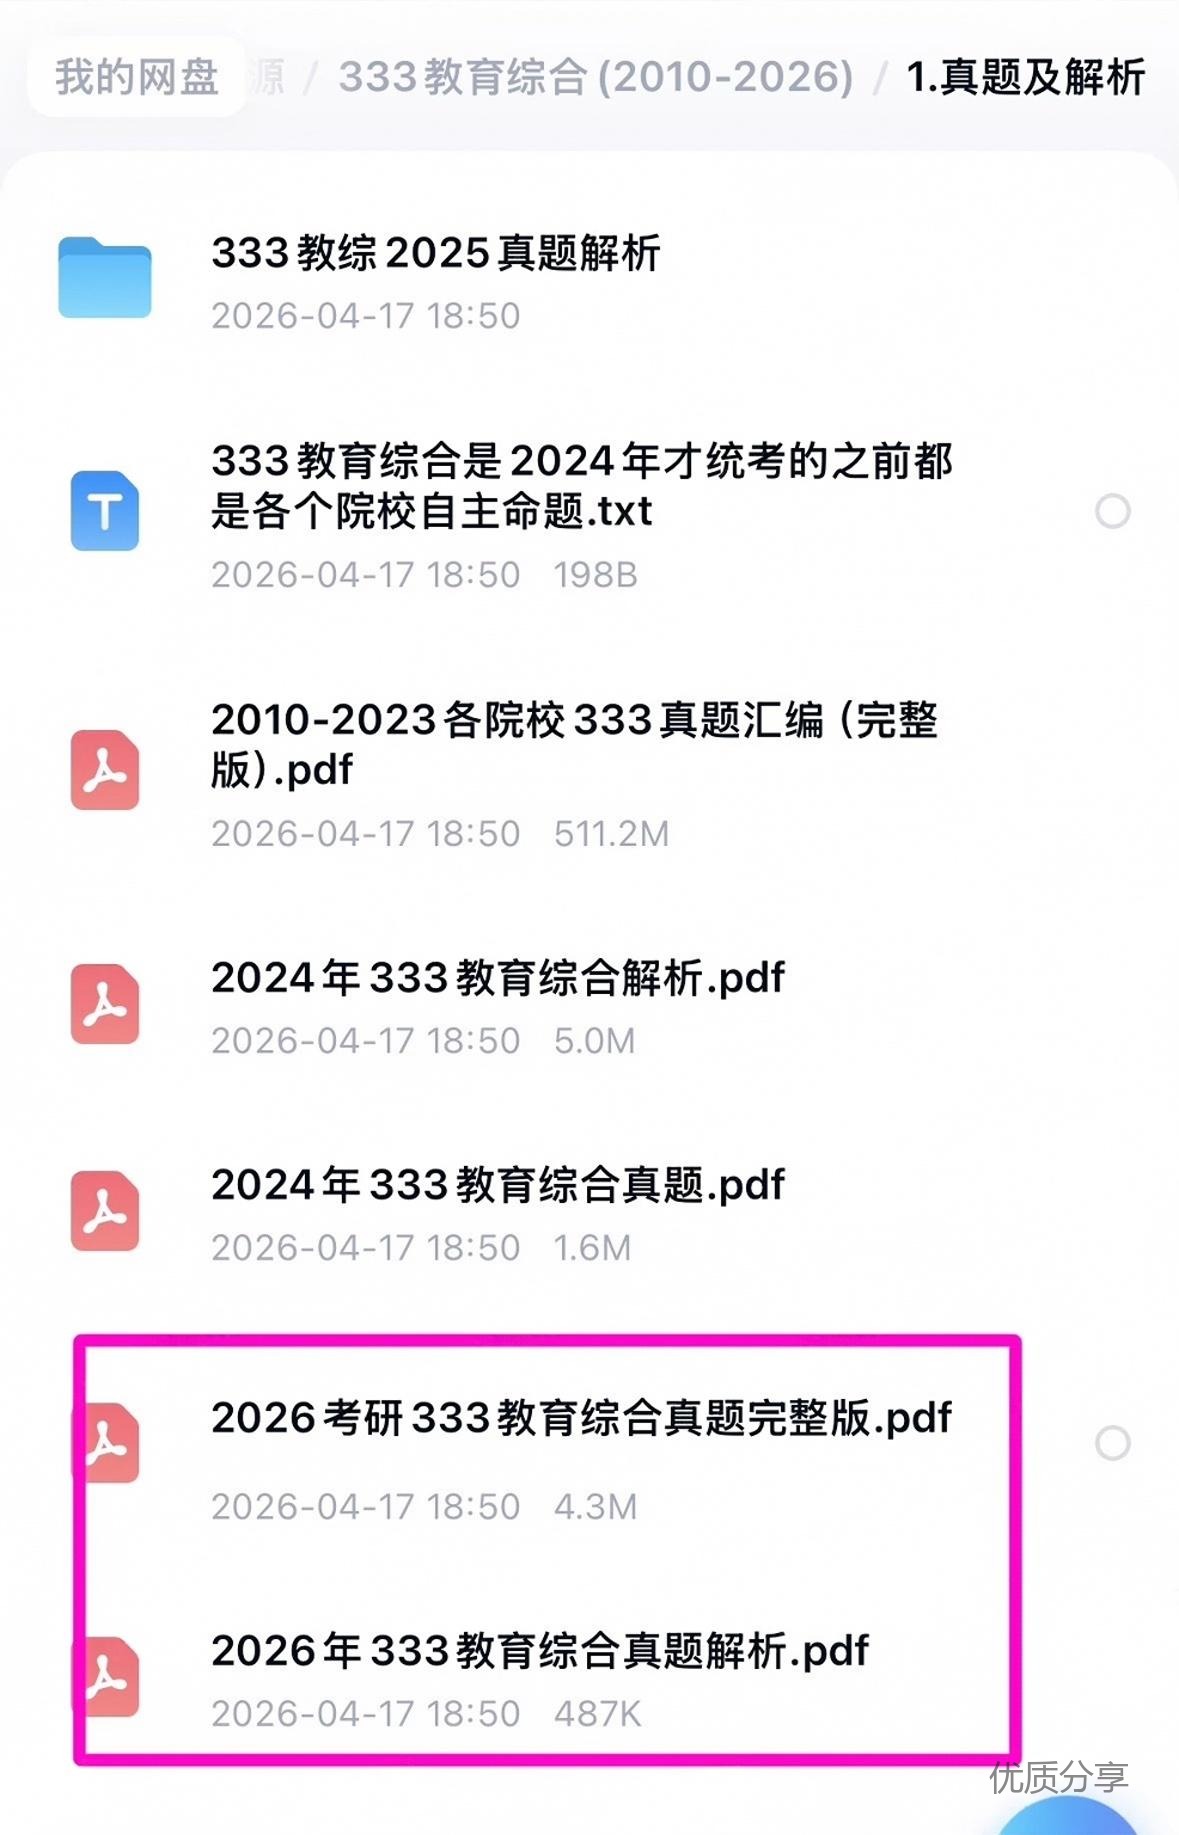 我的网盘 源 / 333教育综合(2010-2026) / 1.真题及解析
333教综2025真题解析
2026-04-17 18:50
333教育综合是2024年才统考的之前都
是各个院校自主命题.txt
2026-04-17 18:50 198B
2010-2023各院校333真题汇编（完整
版）.pdf
2026-04-17 18:50 511.2M
2024年333教育综合解析.pdf
2026-04-17 18:50 5.0M
2024年333教育综合真题.pdf
2026-04-17 18:50 1.6M
2026考研333教育综合真题完整版.pdf
2026-04-17 18:50 4.3M
2026年333教育综合真题解析.pdf
2026-04-17 18:50 487K
优质分享